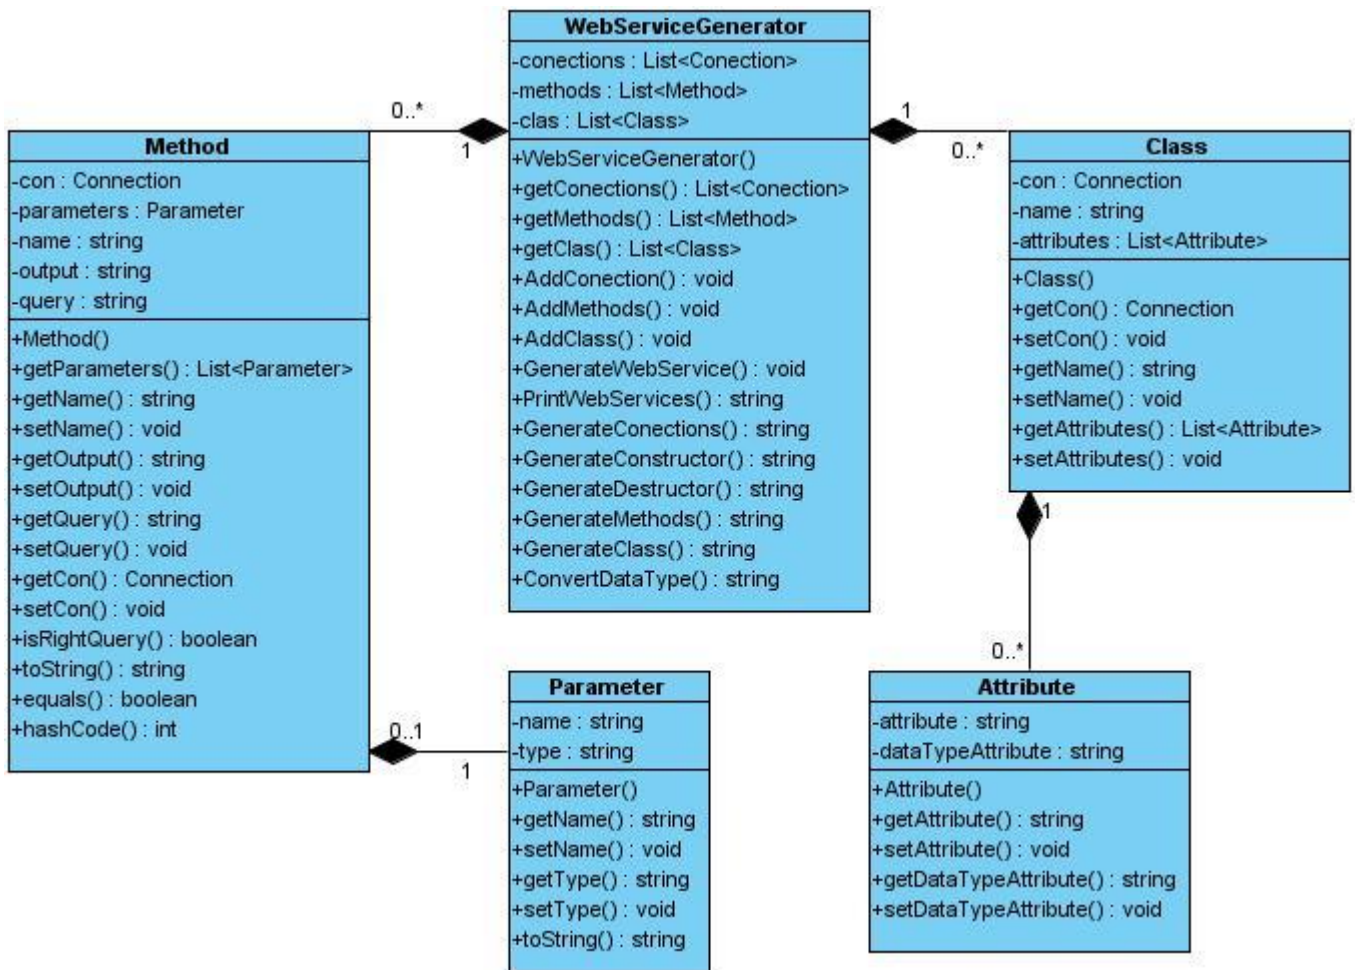 WebServiceGenerator
-conections : List<Conection>
-methods : List<Method>
-clas : List<Class>
+WebServiceGenerator()
+getConections() : List<Conection>
+getMethods() : List<Method>
+getClas() : List<Class>
+AddConection() : void
+AddMethods() : void
+AddClass() : void
+GenerateWebService() : void
+PrintWebServices() : string
+GenerateConections() : string
+GenerateConstructor() : string
+GenerateDestructor() : string
+GenerateMethods() : string
+GenerateClass() : string
+ConvertDataType() : string
0..*
1
1
0..*
Method
-con : Connection
-parameters : Parameter
-name : string
-output : string
-query : string
+Method()
+getParameters() : List<Parameter>
+getName() : string
+setName() : void
+getOutput() : string
+setOutput() : void
+getQuery() : string
+setQuery() : void
+getCon() : Connection
+setCon() : void
+isRightQuery() : boolean
+toString() : string
+equals() : boolean
+hashCode() : int
Class
-con : Connection
-name : string
-attributes : List<Attribute>
+Class()
+getCon() : Connection
+setCon() : void
+getName() : string
+setName() : void
+getAttributes() : List<Attribute>
+setAttributes() : void
1
0..*
0..1
1
Parameter
-name : string
-type : string
+Parameter()
+getName() : string
+setName() : void
+getType() : string
+setType() : void
+toString() : string
Attribute
-attribute : string
-dataTypeAttribute : string
+Attribute()
+getAttribute() : string
+setAttribute() : void
+getDataTypeAttribute() : string
+setDataTypeAttribute() : void